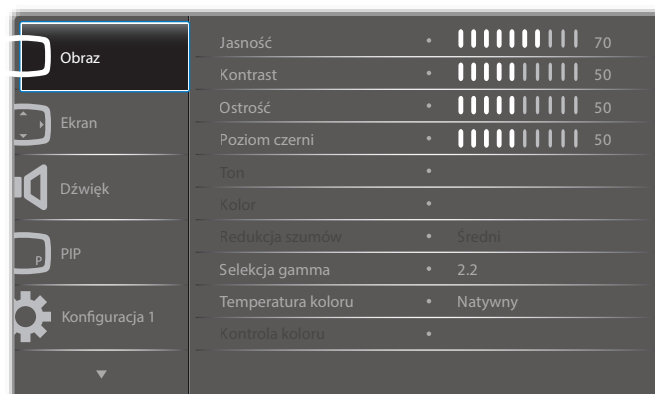 Obraz
Ekran
Dźwięk
P
PIP
Konfiguracja 1
Jasność • 70
Kontrast • 50
Ostrość • 50
Poziom czerni • 50
Ton •
Kolor •
Redukcja szumów • Średni
Selekcja gamma • 2.2
Temperatura koloru • Natywny
Kontrola koloru •